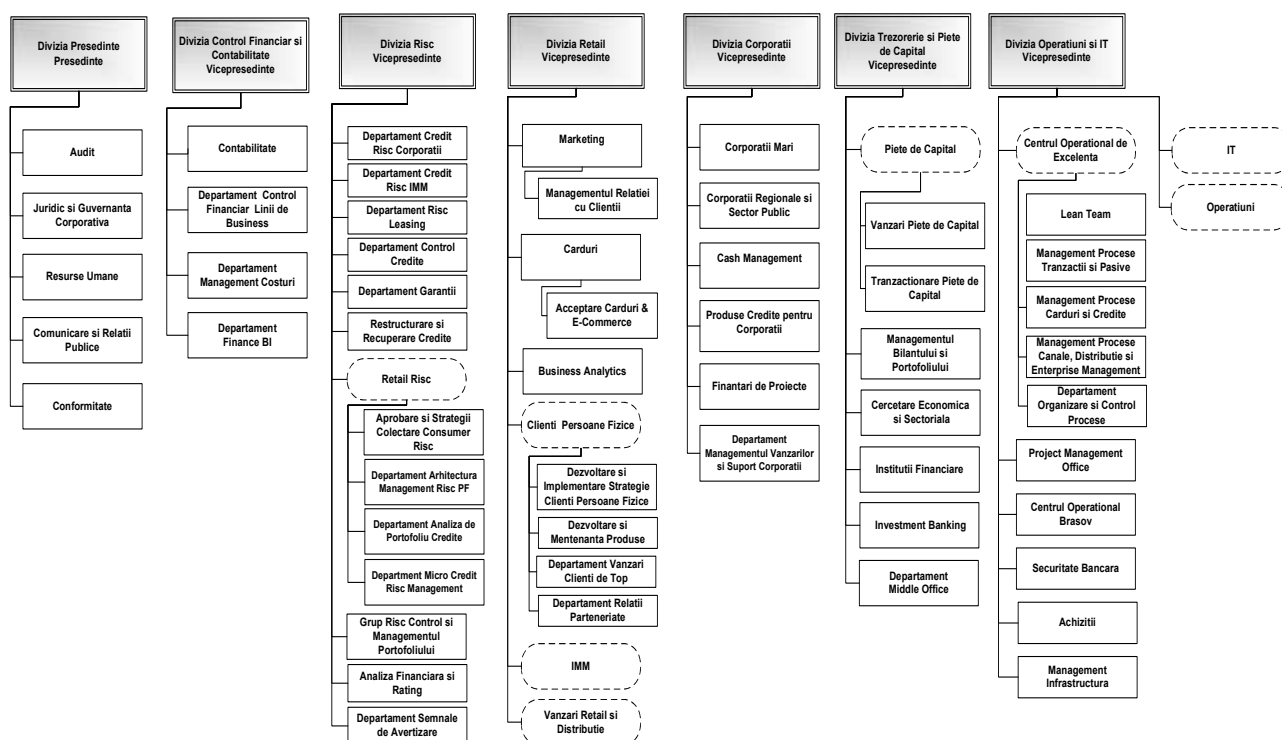 Divizia Presedinte
Presedinte
Audit
Juridic si Guvernanta
Corporativa
Resurse Umane
Comunicare si Relatii
Publice
Conformitate
Divizia Control Financiar si
Contabilitate
Vicepresedinte
Contabilitate
Departament Control
Financiar Linii de
Business
Departament
Management Costuri
Departament
Finance BI
Divizia Risc
Vicepresedinte
Departament Credit
Risc Corporatii
Departament Credit
Risc IMM
Departament Risc
Leasing
Departament Control
Credite
Departament Garantii
Restructurare si
Recuperare Credite
Retail Risc
Aprobare si Strategii
Colectare Consumer
Risc
Departament Arhitectura
Management Risc PF
Departament Analiza de
Portofoliu Credite
Department Micro Credit
Risk Management
Grup Risc Control si
Managementul
Portofoliului
Analiza Financiara si
Rating
Departament Semnale
de Avertizare
Divizia Retail
Vicepresedinte
Marketing
Managementul Relatiei
cu Clientii
Carduri
Acceptare Carduri &
E-Commerce
Business Analytics
Clienti Persoane Fizice
Dezvoltare si
Implementare Strategie
Clienti Persoane Fizice
Dezvoltare si
Mentenanta Produse
Departament Vanzari
Clienti de Top
Departament Relatii
Parteneriate
IMM
Vanzari Retail si
Distributie
Divizia Corporatii
Vicepresedinte
Corporatii Mari
Corporatii Regionale si
Sector Public
Cash Management
Produse Credite pentru
Corporatii
Finantari de Proiecte
Departament
Managementul Vanzarilor
si Suport Corporatii
Divizia Trezorerie si Piete
de Capital
Vicepresedinte
Piete de Capital
Vanzari Piete de Capital
Tranzactionare Piete de
Capital
Managementul
Bilantului si
Portofoliului
Cercetare Economica
si Sectoriala
Institutii Financiare
Investment Banking
Departament
Middle Office
Divizia Operatiuni si IT
Vicepresedinte
Centrul Operational de
Excelenta
Lean Team
Management Procese
Tranzactii si Pasive
Management Procese
Carduri si Credite
Management Procese
Canale, Distributie si
Enterprise Management
Departament
Organizare si Control
Procese
Project Management
Office
Centrul Operational
Brasov
Securitate Bancara
Achizitii
Management
Infrastructura
IT
Operatiuni